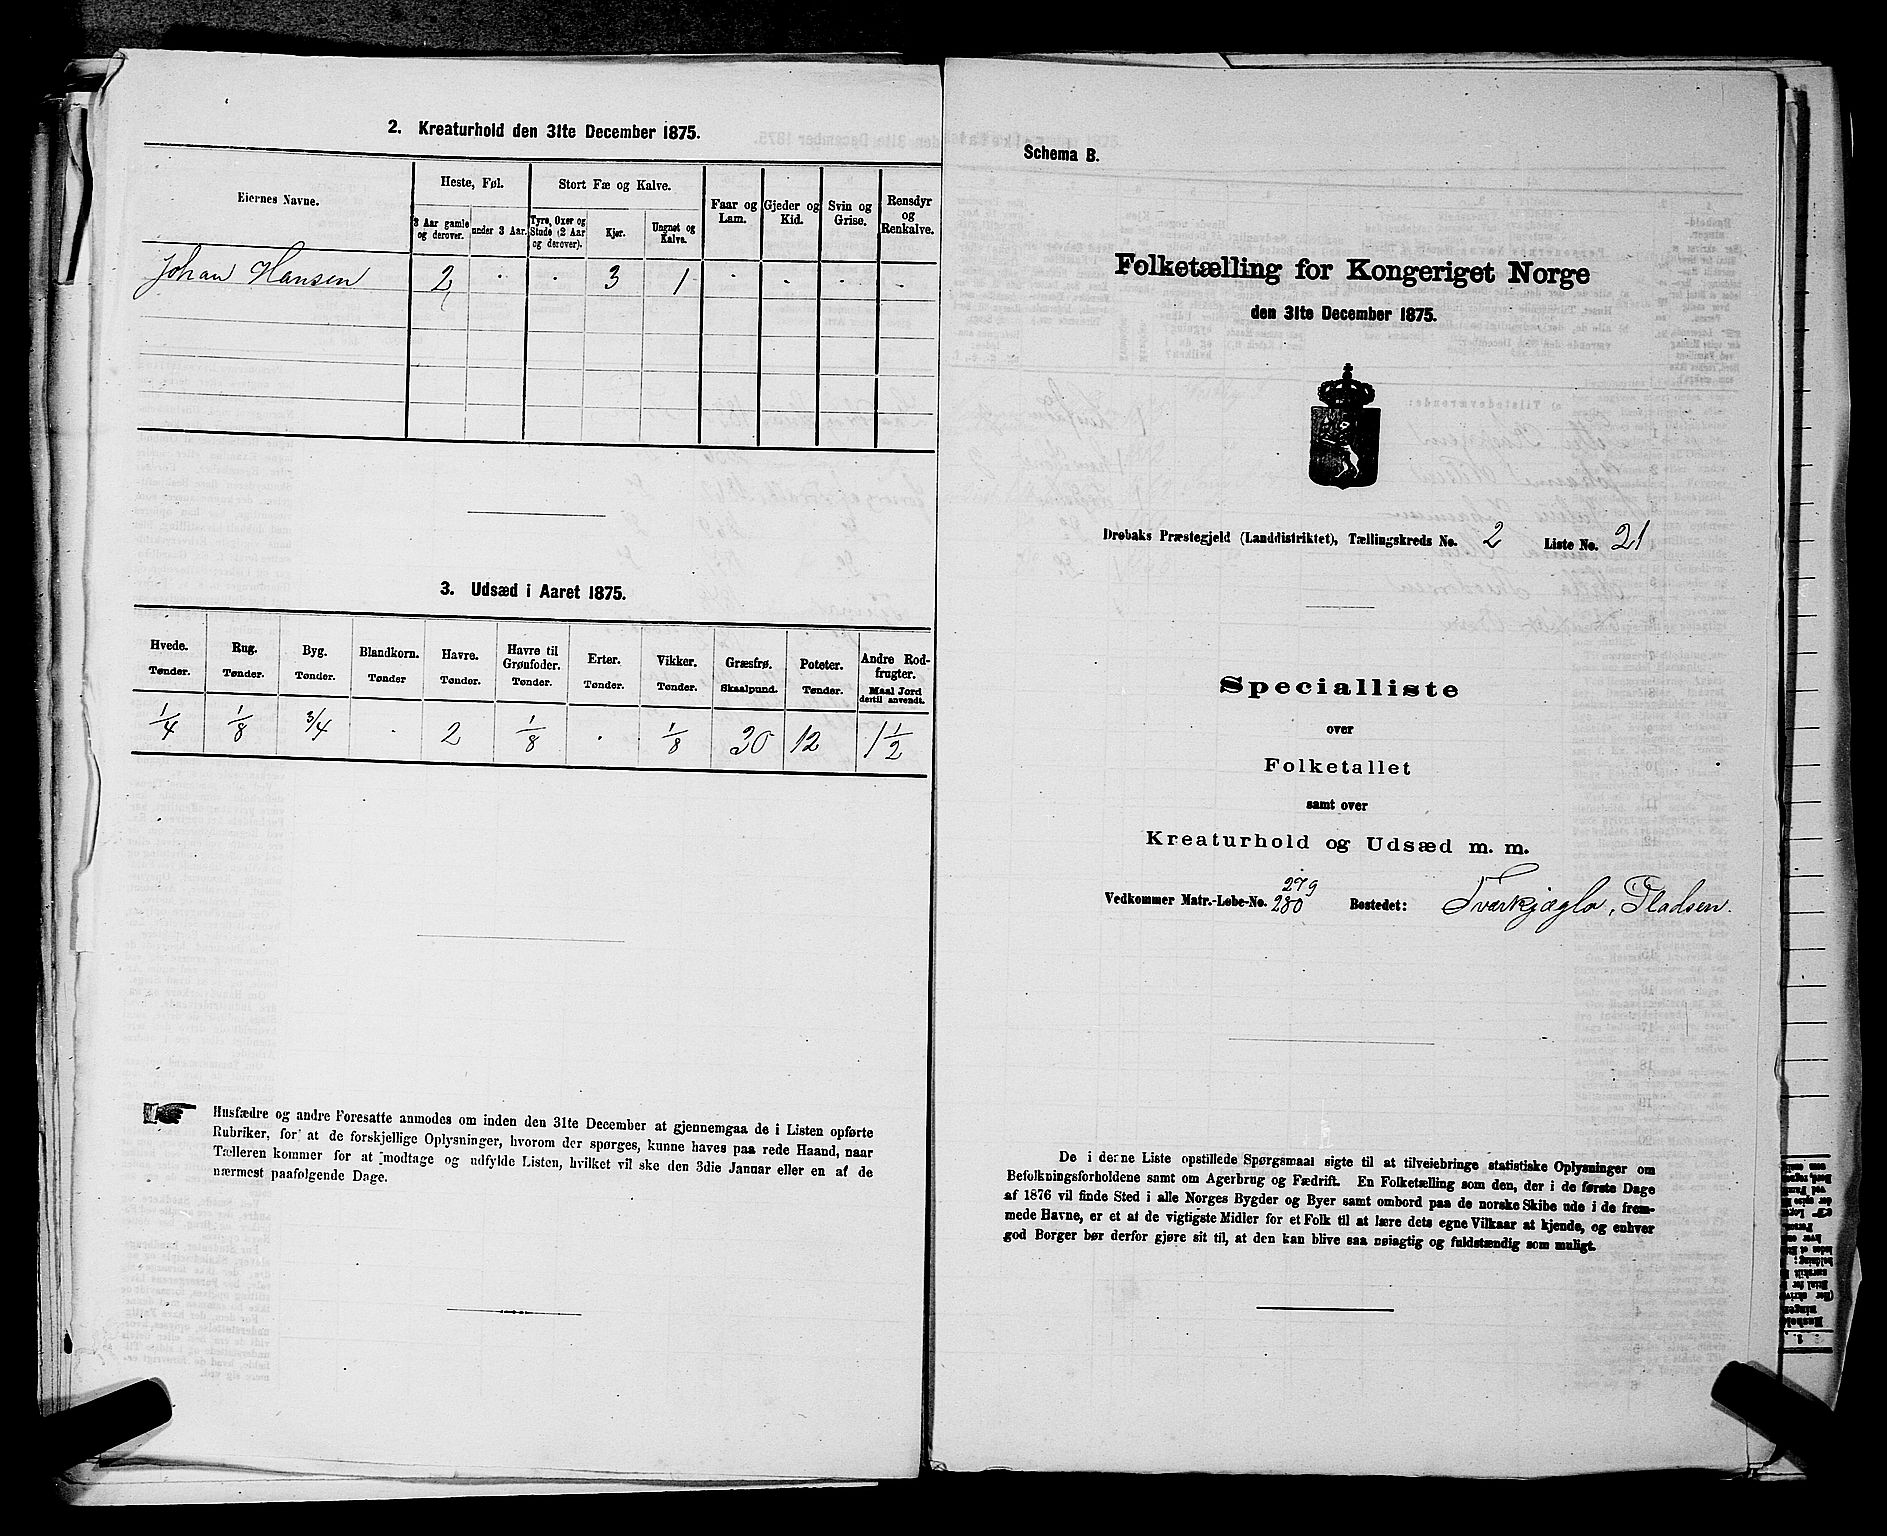 2. Kreaturhold den 31te December 1875.
Eiernes Navne.
Heste, Føl.
Stort Fæ og Kalve.
Faar og Lam.
Gjeder og Kid.
Svin og Grise.
Rensdyr og Renkalve.
3 Aar gamle og derover.
under 3 Aar.
Tyre, Oxer og Stude (2 Aar og derover).
Kjør.
Ungnøt og Kalve.
Johan Hansen 2 . . 3 1 . . . .
3. Udsæd i Aaret 1875.
Hvede. Rug. Byg. Blandkorn. Havre. Havre til Grønfoder. Erter. Vikker. Græsfrø. Poteter. Andre Rodfrugter.
Tønder. Tønder. Tønder. Tønder Tønder. Tønder. Tønder. Tønder. Skaalpund. Tønder. Maal Jord dertil anvendt.
1/4 1/8 3/4 . 2 1/8 . 1/8 30 12 1 1/2
Husfædre og andre Foresatte anmodes om inden den 31te December at gjennemgaa de i Listen opførte
Rubriker, for at de forskjellige Oplysninger, hvorom der spørges, kunne haves paa rede Haand, naar
Tælleren kommer for at modtage og udfylde Listen, hvilket vil ske den 3die Januar eller en af de
nærmest paafølgende Dage.
Schema B.
Folketælling for Kongeriget Norge
den 31te December 1875.
Drøbaks Præstegjeld (Landdistriktet), Tællingskreds No. 2 Liste No. 21
Specialliste
over
Folketallet
samt over
Kreaturhold og Udsæd m. m.
279
Vedkommer Matr.-Løbe-No. 280 Bostedet: Tværkjægla, Pladsen.
De i derne Liste opstillede Spørgsmaal sigte til at tilveiebringe statistiske Oplysninger om
Befolkningsforholdene samt om Agerbrug og Fædrift. En Folketælling som den, der i de første Dage
af 1876 vil finde Sted i alle Norges Bygder og Byer samt ombord paa de norske Skibe ude i de frem-
mede Havne, er et af de vigtigste Midler for et Folk til at lære dets egne Vilkaar at kjende, og enhver
god Borger bør derfor gjøre sit til, at den kan blive saa nøiagtig og fuldstændig som muligt.